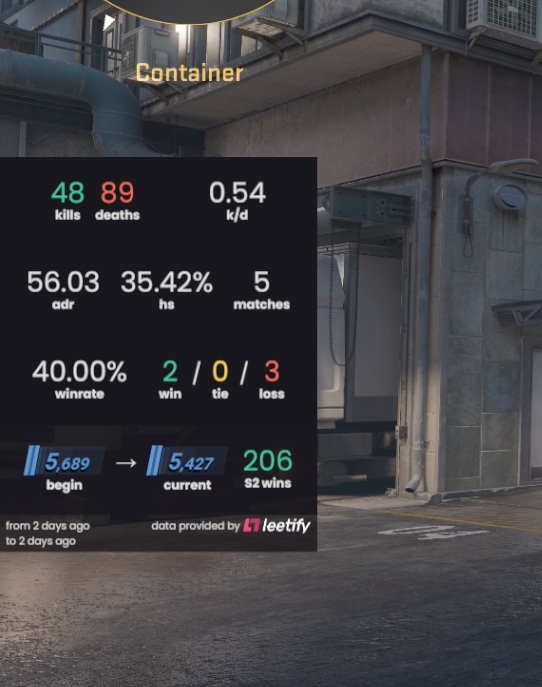 Container
48 89 0.54
kills deaths k/d
56.03 35.42% 5
adr hs matches
40.00% 2 / 0 / 3
winrate win tie loss
5,689 → 5,427 206
begin current S2 wins
from 2 days ago data provided by leetify
to 2 days ago